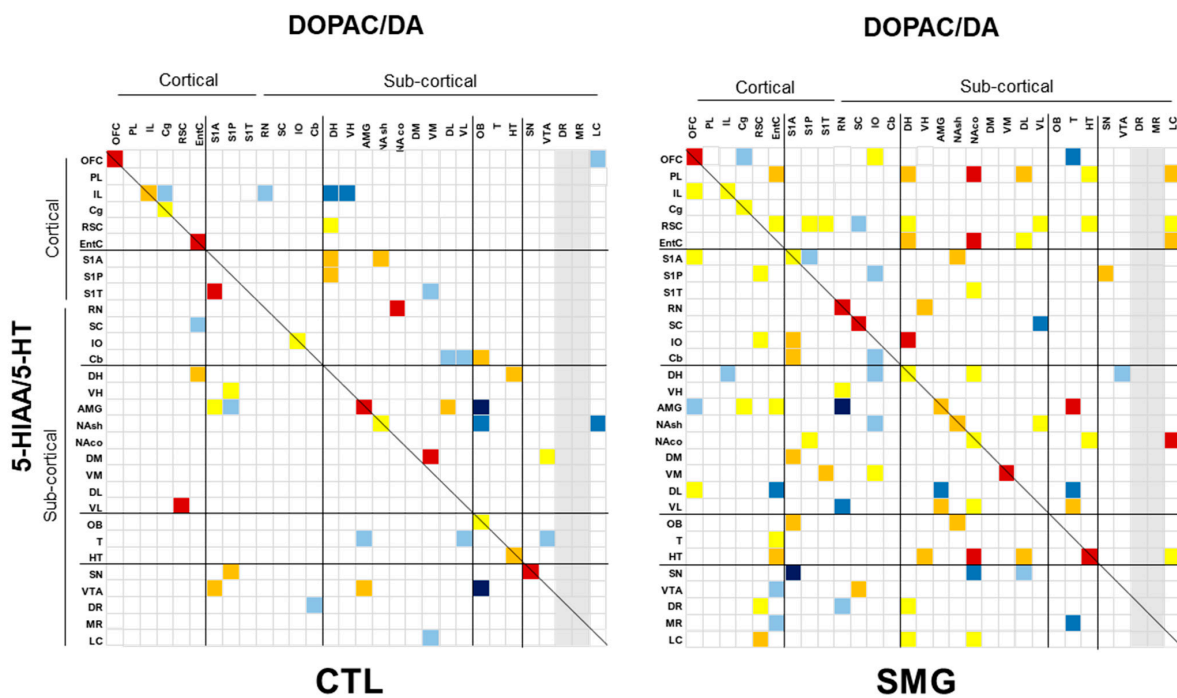 DOPAC/DA
Cortical
Sub-cortical
OFC PL IL Cg RSC EntC S1A S1P S1T RN SC IO Cb DH VH AMG NAsh NAco DM VM DL VL OB T HT SN VTA DR MR LC
5-HIAA/5-HT
Cortical
Sub-cortical
OFC
PL
IL
Cg
RSC
EntC
S1A
S1P
S1T
RN
SC
IO
Cb
DH
VH
AMG
NAsh
NAco
DM
VM
DL
VL
OB
T
HT
SN
VTA
DR
MR
LC
CTL
DOPAC/DA
Cortical
Sub-cortical
OFC PL IL Cg RSC EntC S1A S1P S1T RN SC IO Cb DH VH AMG NAsh NAco DM VM DL VL OB T HT SN VTA DR MR LC
OFC
PL
IL
Cg
RSC
EntC
S1A
S1P
S1T
RN
SC
IO
Cb
DH
VH
AMG
NAsh
NAco
DM
VM
DL
VL
OB
T
HT
SN
VTA
DR
MR
LC
SMG